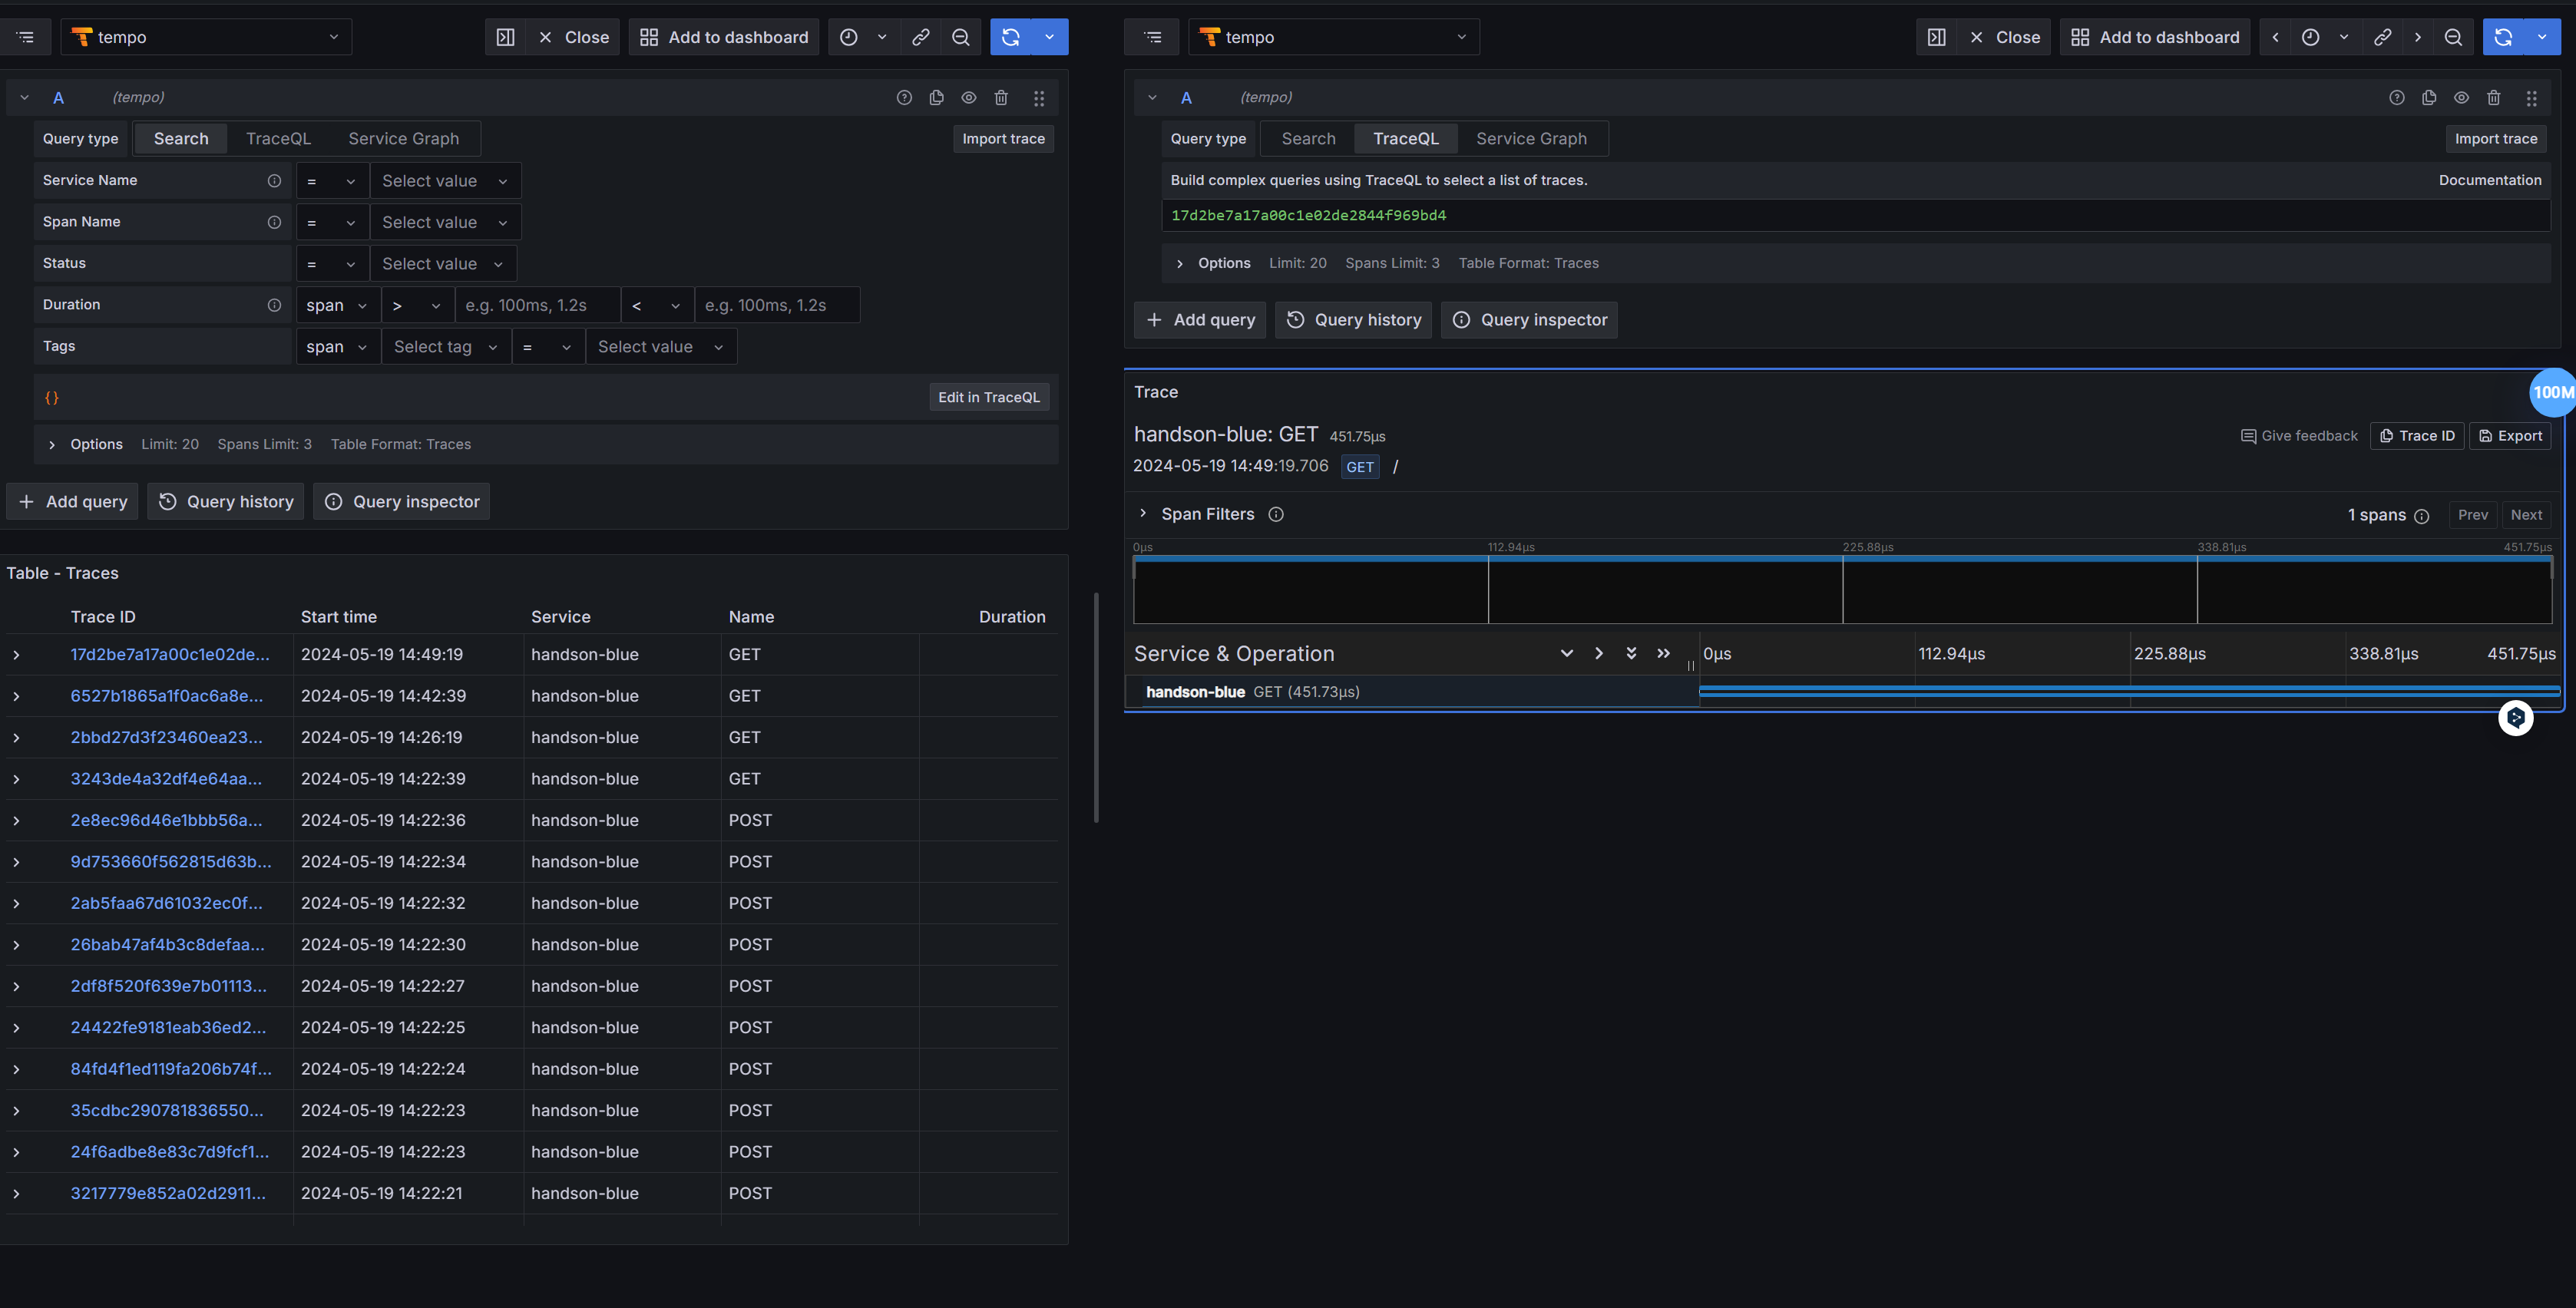 tempo
Close
Add to dashboard
A (tempo)
Query type Search TraceQL Service Graph Import trace
Service Name = Select value
Span Name = Select value
Status = Select value
Duration span > e.g. 100ms, 1.2s < e.g. 100ms, 1.2s
Tags span Select tag = Select value
{} Edit in TraceQL
Options Limit: 20 Spans Limit: 3 Table Format: Traces
Add query Query history Query inspector
Table - Traces
Trace ID Start time Service Name Duration
17d2be7a17a00c1e02de... 2024-05-19 14:49:19 handson-blue GET
6527b1865a1f0ac6a8e... 2024-05-19 14:42:39 handson-blue GET
2bbd27d3f23460ea23... 2024-05-19 14:26:19 handson-blue GET
3243de4a32df4e64aa... 2024-05-19 14:22:39 handson-blue GET
2e8ec96d46e1bbb56a... 2024-05-19 14:22:36 handson-blue POST
9d753660f562815d63b... 2024-05-19 14:22:34 handson-blue POST
2ab5faa67d61032ec0f... 2024-05-19 14:22:32 handson-blue POST
26bab47af4b3c8defaa... 2024-05-19 14:22:30 handson-blue POST
2df8f520f639e7b01113... 2024-05-19 14:22:27 handson-blue POST
24422fe9181eab36ed2... 2024-05-19 14:22:25 handson-blue POST
84fd4f1ed119fa206b74f... 2024-05-19 14:22:24 handson-blue POST
35cdbc290781836550... 2024-05-19 14:22:23 handson-blue POST
24f6adbe8e83c7d9fcf1... 2024-05-19 14:22:23 handson-blue POST
3217779e852a02d2911... 2024-05-19 14:22:21 handson-blue POST
tempo
Close
Add to dashboard
A (tempo)
Query type Search TraceQL Service Graph Import trace
Build complex queries using TraceQL to select a list of traces. Documentation
17d2be7a17a00c1e02de2844f969bd4
Options Limit: 20 Spans Limit: 3 Table Format: Traces
Add query Query history Query inspector
Trace
100M
handson-blue: GET 451.75μs Give feedback Trace ID Export
2024-05-19 14:49:19.706 GET /
Span Filters 1 spans Prev Next
0μs 112.94μs 225.88μs 338.81μs 451.75μs
Service & Operation 0μs 112.94μs 225.88μs 338.81μs 451.75μs
handson-blue GET (451.73μs)